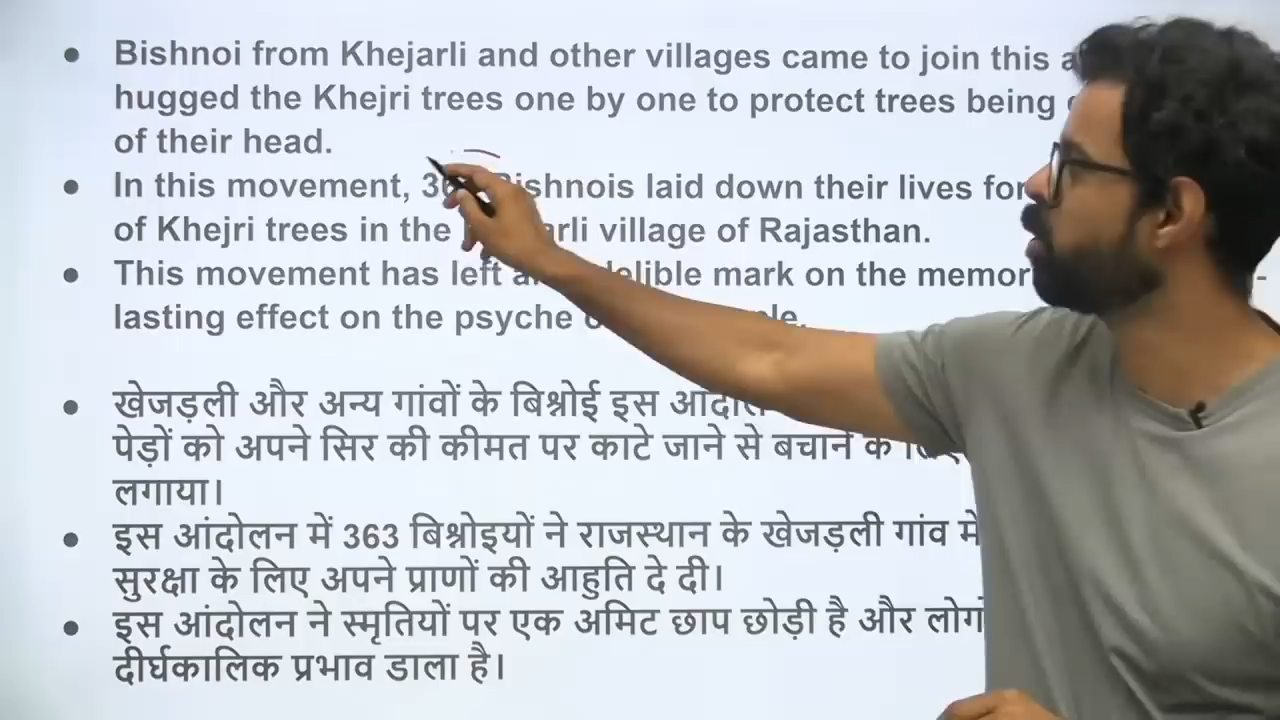 Bishnoi from Khejarli and other villages came to join this
hugged the Khejri trees one by one to protect trees being
of their head.
In this movement, Bishnois laid down their lives for
of Khejri trees in the village of Rajasthan.
This movement has left indelible mark on the
lasting effect on the psyche
खेजड़ली और अन्य गांवों के बिश्नोई इस
पेड़ों को अपने सिर की कीमत पर काटे जाने से बचाने के
लगाया।
इस आंदोलन में 363 बिश्नोइयों ने राजस्थान के खेजड़ली गांव में
सुरक्षा के लिए अपने प्राणों की आहुति दे दी।
इस आंदोलन ने स्मृतियों पर एक अमिट छाप छोड़ी है और
दीर्घकालिक प्रभाव डाला है।